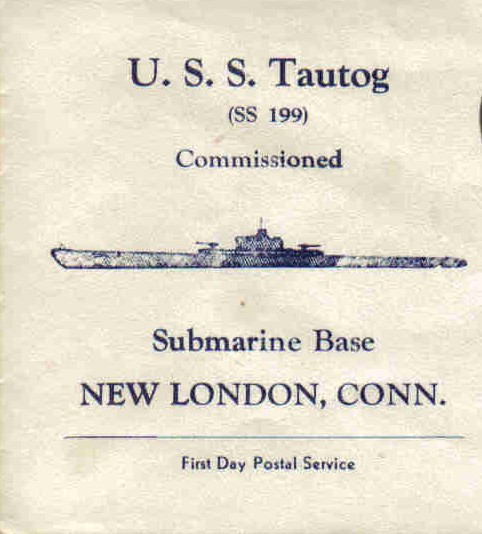 U. S. S. Tautog
(SS 199)
Commissioned
Submarine Base
NEW LONDON, CONN.
First Day Postal Service